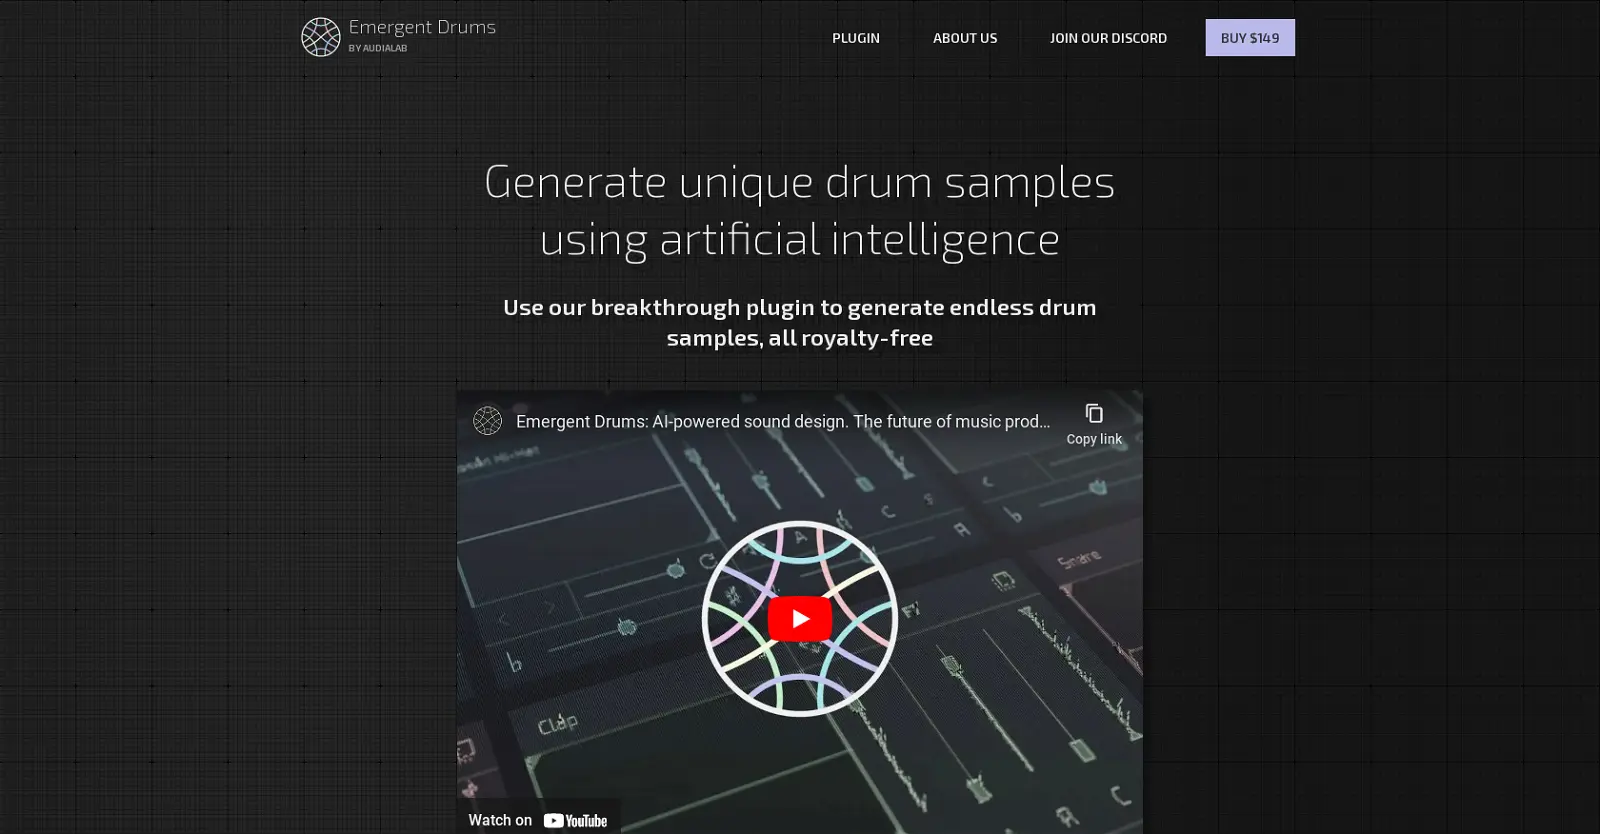 Emergent Drums
BY AUDIALAB
PLUGIN
ABOUT US
JOIN OUR DISCORD
BUY $149
Generate unique drum samples
using artificial intelligence
Use our breakthrough plugin to generate endless drum
samples, all royalty-free
Emergent Drums: AI-powered sound design. The future of music prod...
Copy link
Snare
Clap
Watch on YouTube